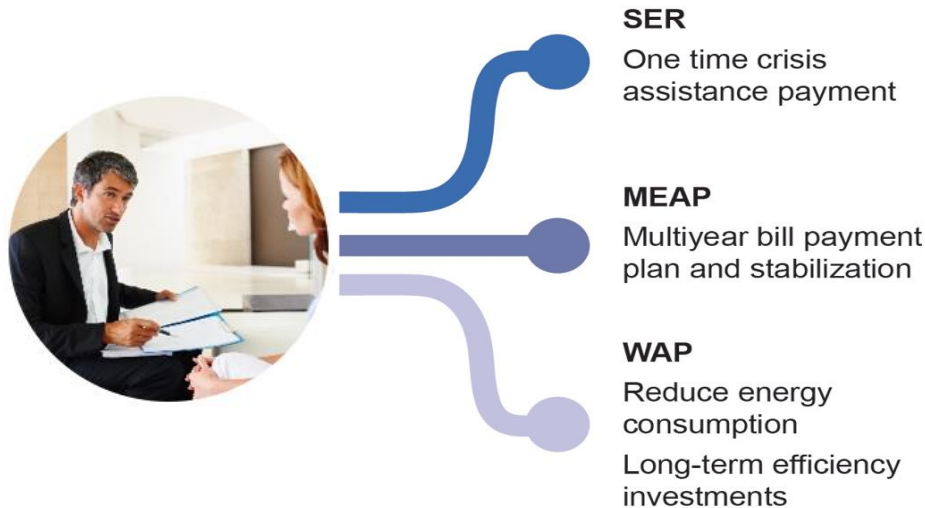 SER
One time crisis
assistance payment
MEAP
Multiyear bill payment
plan and stabilization
WAP
Reduce energy
consumption
Long-term efficiency
investments